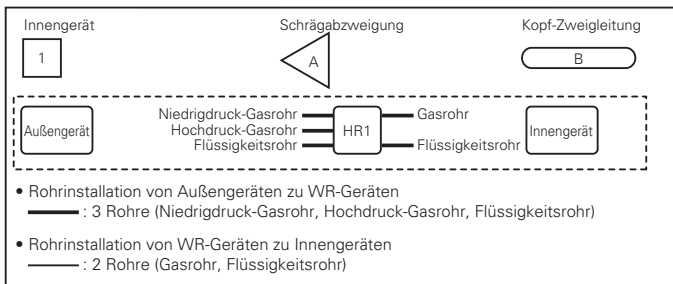 Innengerät
Schrägabzweigung
Kopf-Zweigleitung
1
A
B
Außengerät
Niedrigdruck-Gasrohr
Hochdruck-Gasrohr
Flüssigkeitsrohr
HR1
Gasrohr
Flüssigkeitsrohr
Innengerät
• Rohrinstallation von Außengeräten zu WR-Geräten
: 3 Rohre (Niedrigdruck-Gasrohr, Hochdruck-Gasrohr, Flüssigkeitsrohr)
• Rohrinstallation von WR-Geräten zu Innengeräten
: 2 Rohre (Gasrohr, Flüssigkeitsrohr)